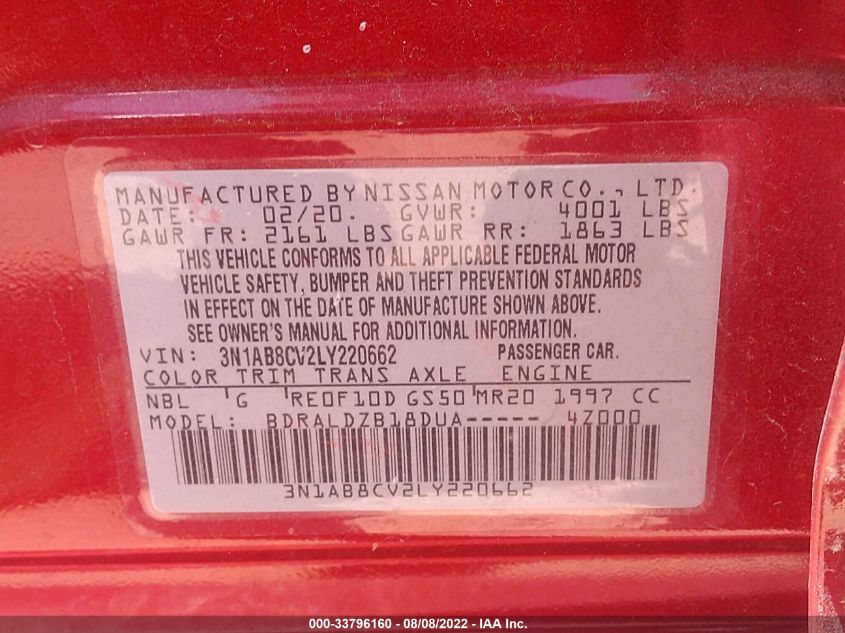 MANUFACTURED BY NISSAN MOTOR CO., LTD.
DATE: 02/20. GVWR: 4001 LBS
GAWR FR: 2161 LBS GAWR RR: 1863 LBS
THIS VEHICLE CONFORMS TO ALL APPLICABLE FEDERAL MOTOR
VEHICLE SAFETY, BUMPER AND THEFT PREVENTION STANDARDS
IN EFFECT ON THE DATE OF MANUFACTURE SHOWN ABOVE.
SEE OWNER'S MANUAL FOR ADDITIONAL INFORMATION.
VIN: 3N1AB8CV2LY220662 PASSENGER CAR.
COLOR TRIM TRANS AXLE ENGINE
NBL G RE0F10D GS50 MR20 1997 CC
MODEL: BDRALDZB18DUA----- 4Z000
3N1AB8CV2LY220662
000-33796160 - 08/08/2022 - IAA Inc.